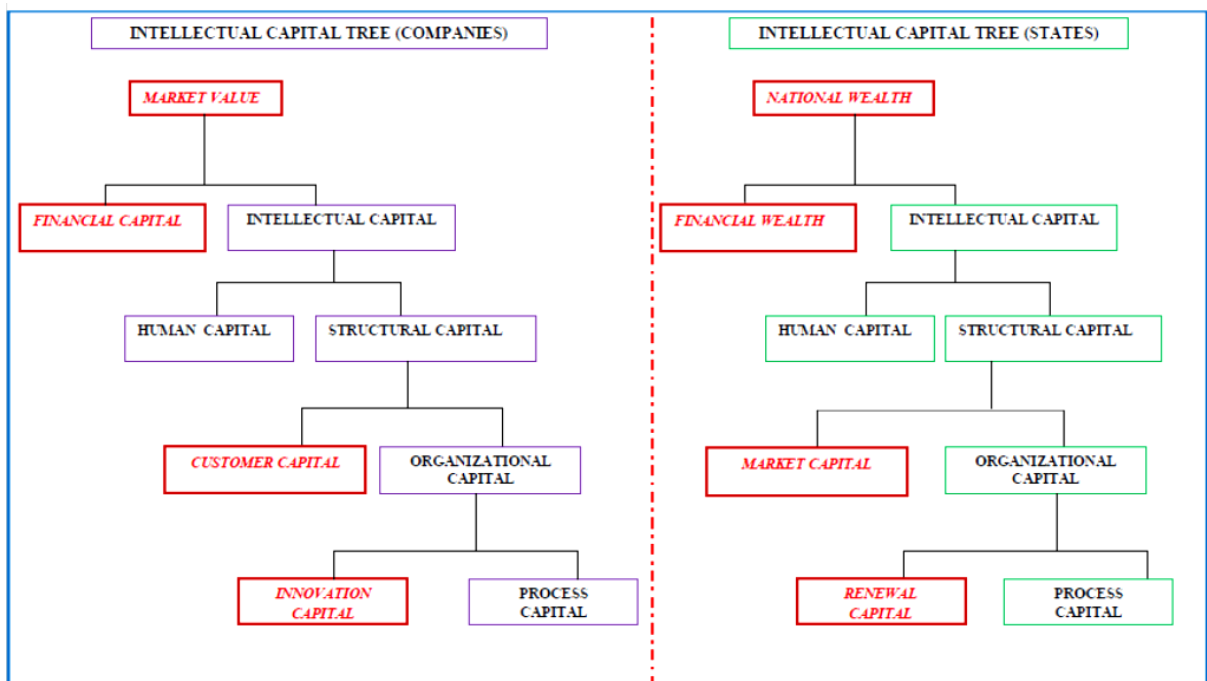 INTELLECTUAL CAPITAL TREE (COMPANIES)
MARKET VALUE
FINANCIAL CAPITAL
INTELLECTUAL CAPITAL
HUMAN CAPITAL
STRUCTURAL CAPITAL
CUSTOMER CAPITAL
ORGANIZATIONAL
CAPITAL
INNOVATION
CAPITAL
PROCESS
CAPITAL
INTELLECTUAL CAPITAL TREE (STATES)
NATIONAL WEALTH
FINANCIAL WEALTH
INTELLECTUAL CAPITAL
HUMAN CAPITAL
STRUCTURAL CAPITAL
MARKET CAPITAL
ORGANIZATIONAL
CAPITAL
RENEWAL
CAPITAL
PROCESS
CAPITAL